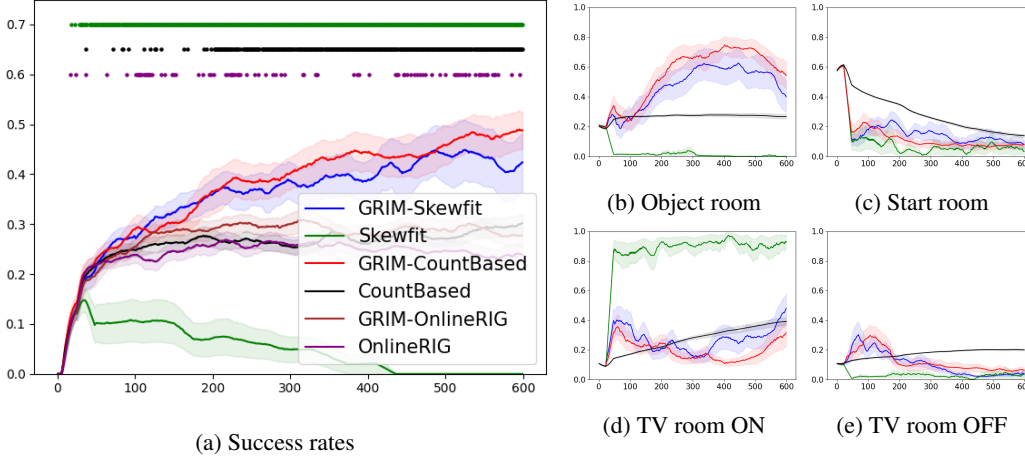 0.7
0.6
0.5
0.4
0.3
0.2
0.1
0.0
0 100 200 300 400 500 600
GRIM-Skewfit
Skewfit
GRIM-CountBased
CountBased
GRIM-OnlineRIG
OnlineRIG
(a) Success rates
1.0
0.8
0.6
0.4
0.2
0.0
0 100 200 300 400 500 600
(b) Object room
1.0
0.8
0.6
0.4
0.2
0.0
0 100 200 300 400 500 600
(c) Start room
1.0
0.8
0.6
0.4
0.2
0.0
0 100 200 300 400 500 600
(d) TV room ON
1.0
0.8
0.6
0.4
0.2
0.0
0 100 200 300 400 500 600
(e) TV room OFF